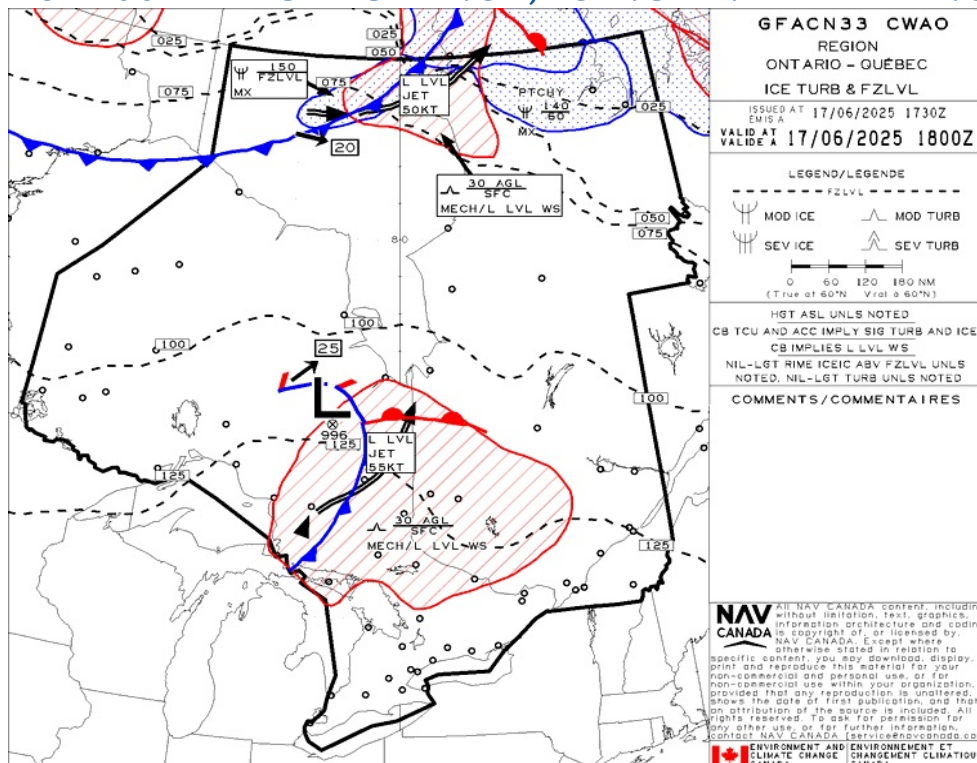 GFACN33 CWAO
REGION
ONTARIO - QUÉBEC
ICE TURB & FZLVL
ISSUED AT
ÉMIS À
17/06/2025 1730Z
VALID AT
VALIDE À
17/06/2025 1800Z
LEGEND/LÉGENDE
FZLVL
MOD ICE
MOD TURB
SEV ICE
SEV TURB
0 60 120 180 NM
(True at 60°N Vrai à 60°N)
HGT ASL UNLS NOTED
CB TCU AND ACC IMPLY SIG TURB AND ICE
CB IMPLIES L LVL WS
NIL-LGT RIME ICEIC ABV FZLVL UNLS
NOTED. NIL-LGT TURB UNLS NOTED
COMMENTS/COMMENTAIRES
025
025
050
075
150
FZLVL
MX
075
L LVL
JET
50KT
PTCHY
140
60
MX
025
20
30 AGL
SFC
MECH/L LVL WS
050
075
80
100
100
25
L
996
125
L LVL
JET
55KT
100
125
30 AGL
SFC
MECH/L LVL WS
125
NAV
CANADA
All NAV CANADA content, including
without limitation, text, graphics,
information architecture and coding
is copyright of, or licensed by,
NAV CANADA. Except where
otherwise stated in relation to
specific content, you may download, display,
print and reproduce this material for your
non-commercial and personal use, or for
non-commercial use within your organization,
provided that any reproduction is unaltered,
shows the date of first publication, and that
an attribution of the source is included. All
rights reserved. To ask for permission for
any other use, or for further information,
contact NAV CANADA
ENVIRONMENT AND
CLIMATE CHANGE
CANADA
ENVIRONNEMENT ET
CHANGEMENT CLIMATIQUE
CANADA